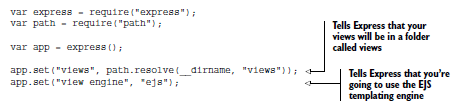 var express = require("express");
var path = require("path");
var app = express();
app.set("views", path.resolve(__dirname, "views"));
app.set("view engine", "ejs");
Tells Express that your
views will be in a folder
called views
Tells Express that you're
going to use the EJS
templating engine